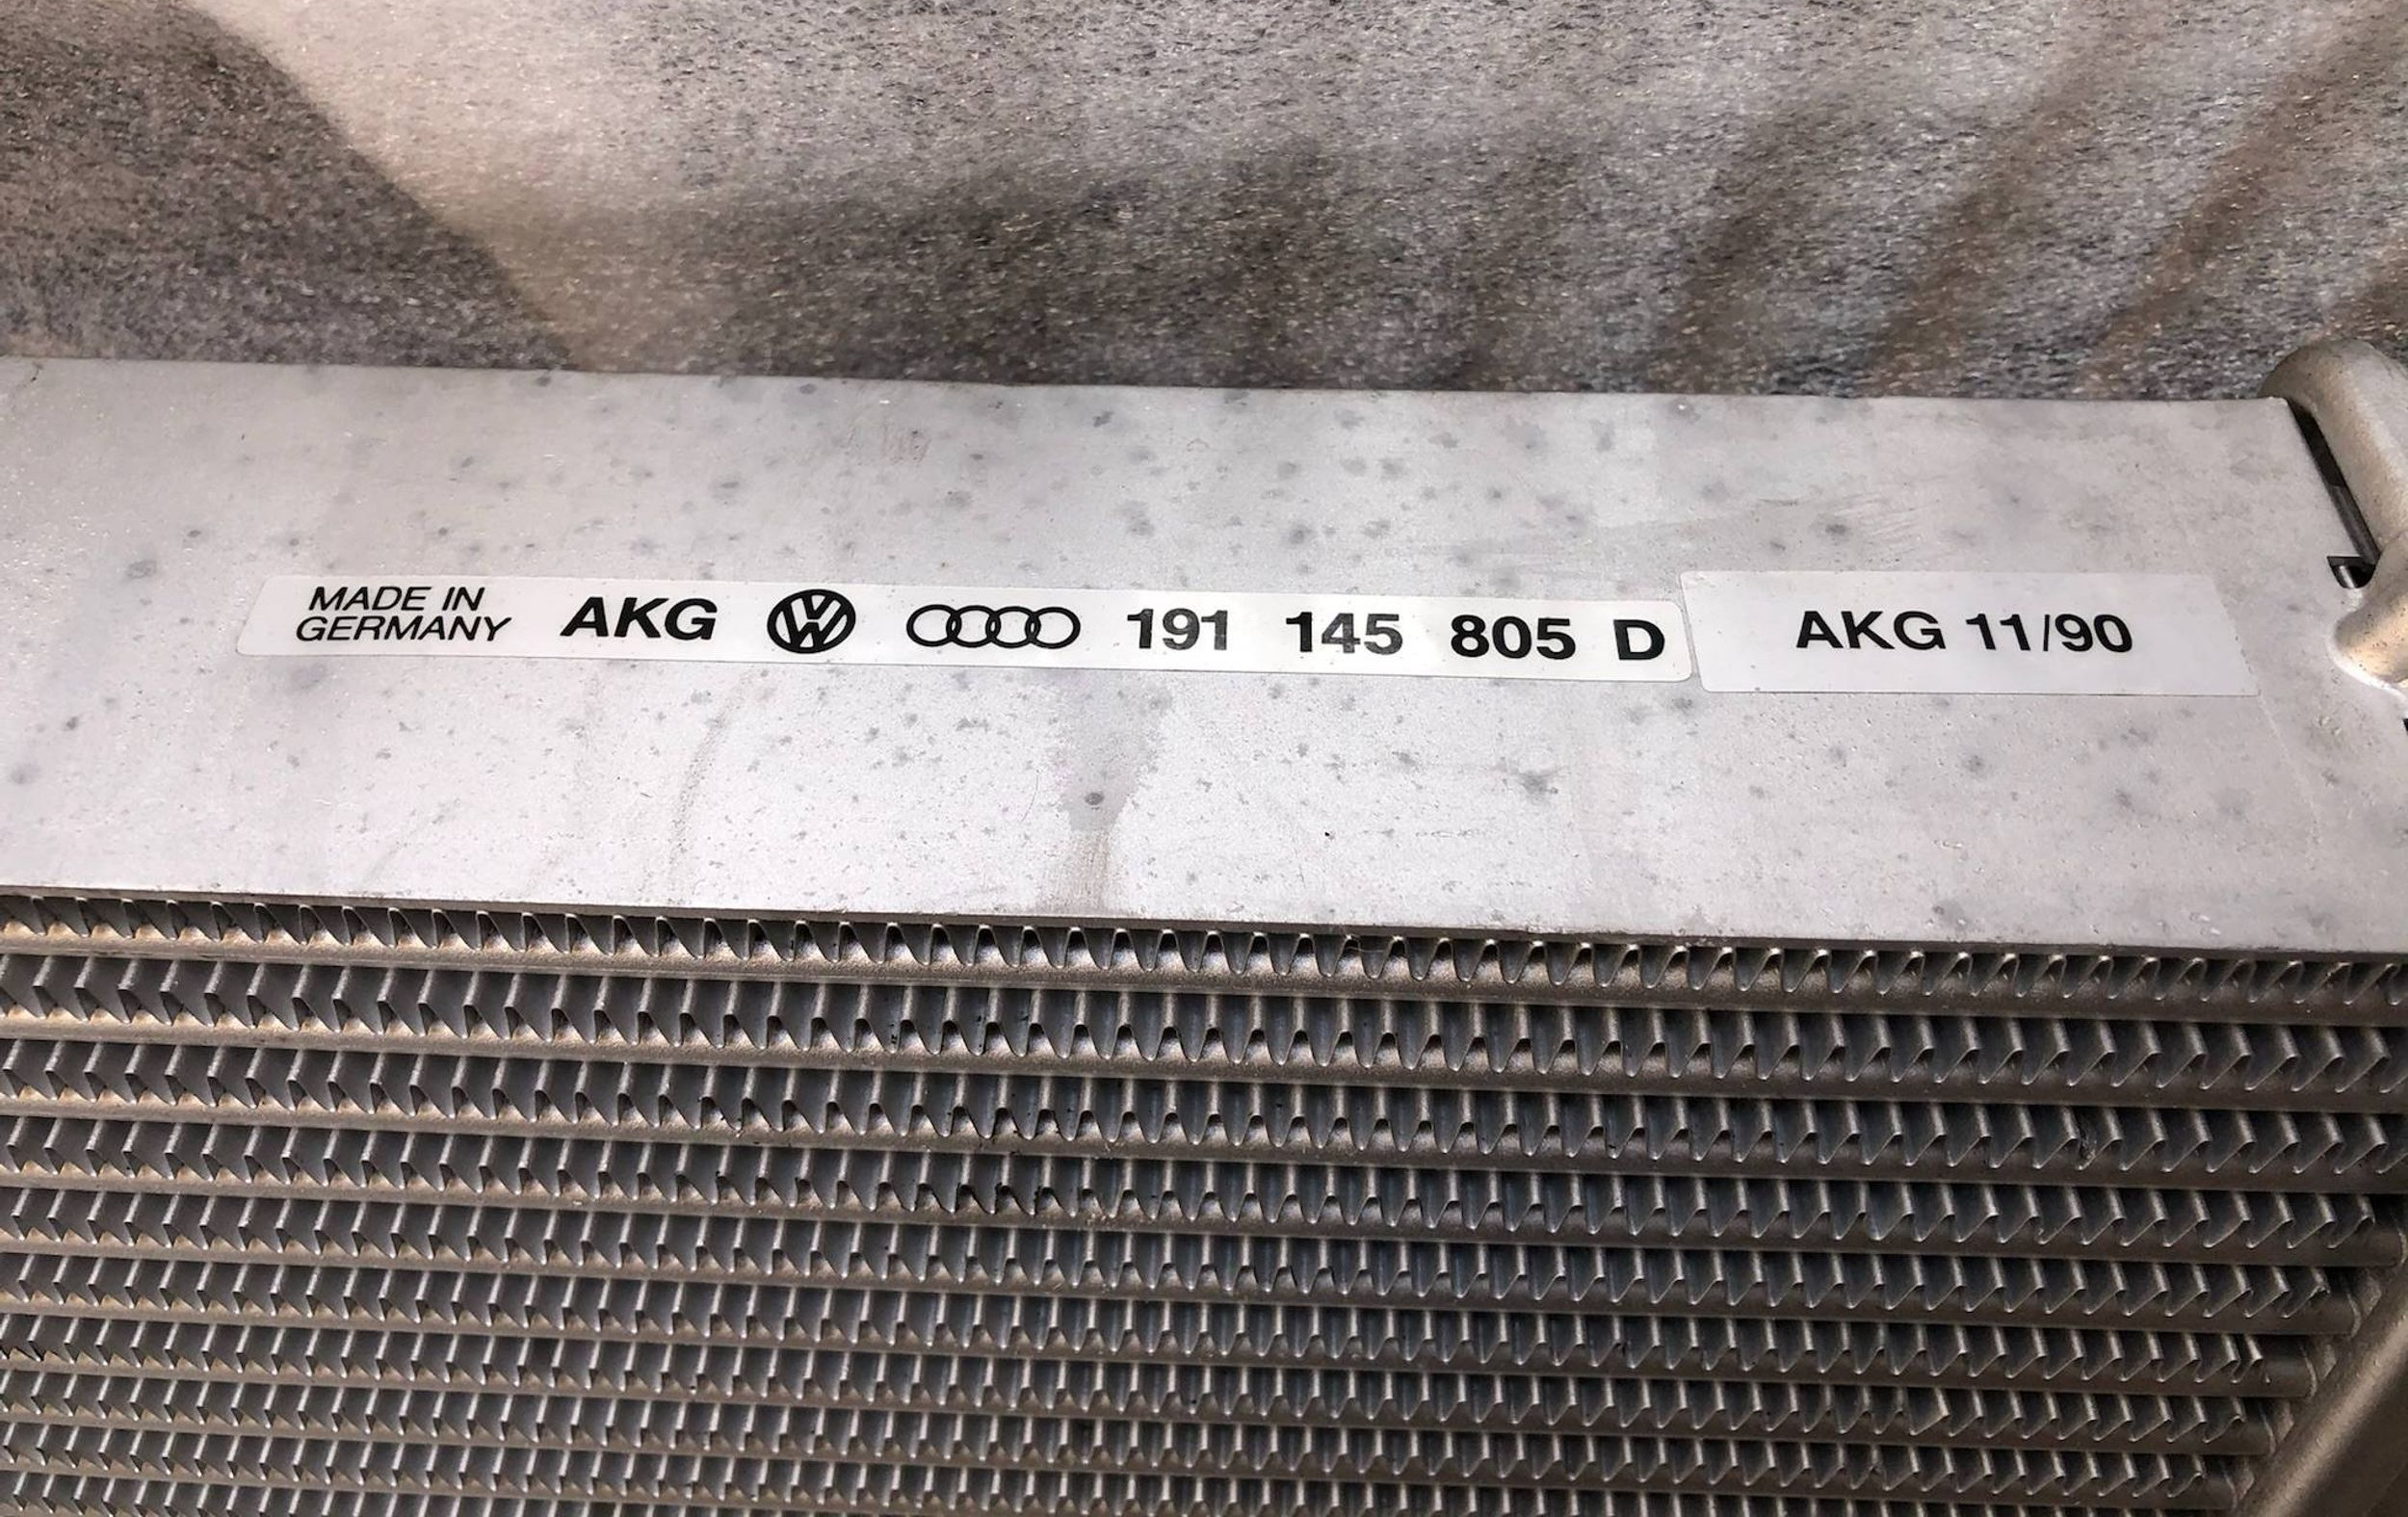 MADE IN
GERMANY
AKG 191 145 805 D
AKG 11/90